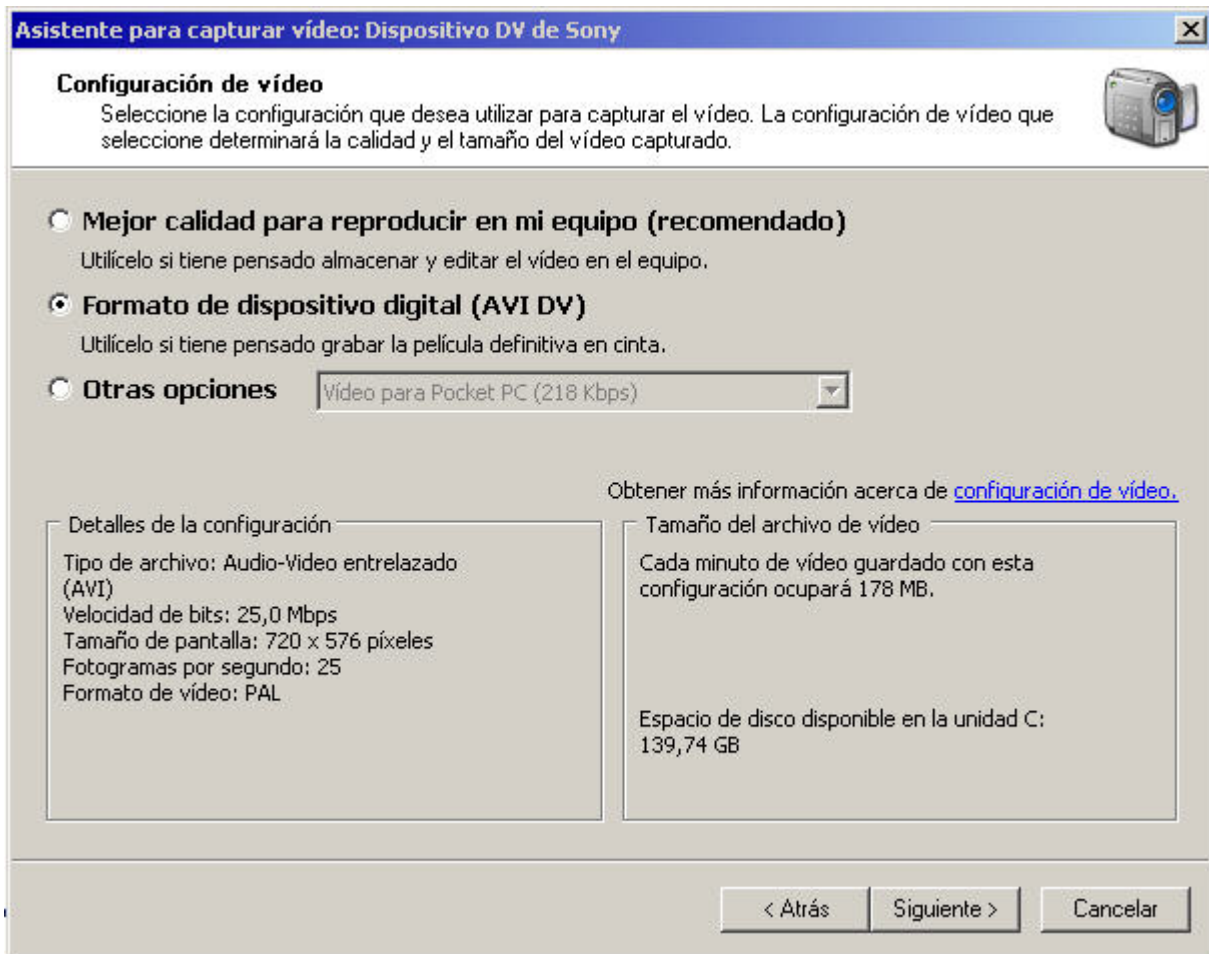 Asistente para capturar vídeo: Dispositivo DV de Sony
Configuración de vídeo
Seleccione la configuración que desea utilizar para capturar el vídeo. La configuración de vídeo que
seleccione determinará la calidad y el tamaño del vídeo capturado.
Mejor calidad para reproducir en mi equipo (recomendado)
Utilícelo si tiene pensado almacenar y editar el vídeo en el equipo.
Formato de dispositivo digital (AVI DV)
Utilícelo si tiene pensado grabar la película definitiva en cinta.
Otras opciones
Vídeo para Pocket PC (218 Kbps)
Obtener más información acerca de configuración de vídeo.
Detalles de la configuración
Tipo de archivo: Audio-Video entrelazado
(AVI)
Velocidad de bits: 25,0 Mbps
Tamaño de pantalla: 720 x 576 píxeles
Fotogramas por segundo: 25
Formato de vídeo: PAL
Tamaño del archivo de vídeo
Cada minuto de vídeo guardado con esta
configuración ocupará 178 MB.
Espacio de disco disponible en la unidad C:
139,74 GB
< Atrás
Siguiente >
Cancelar